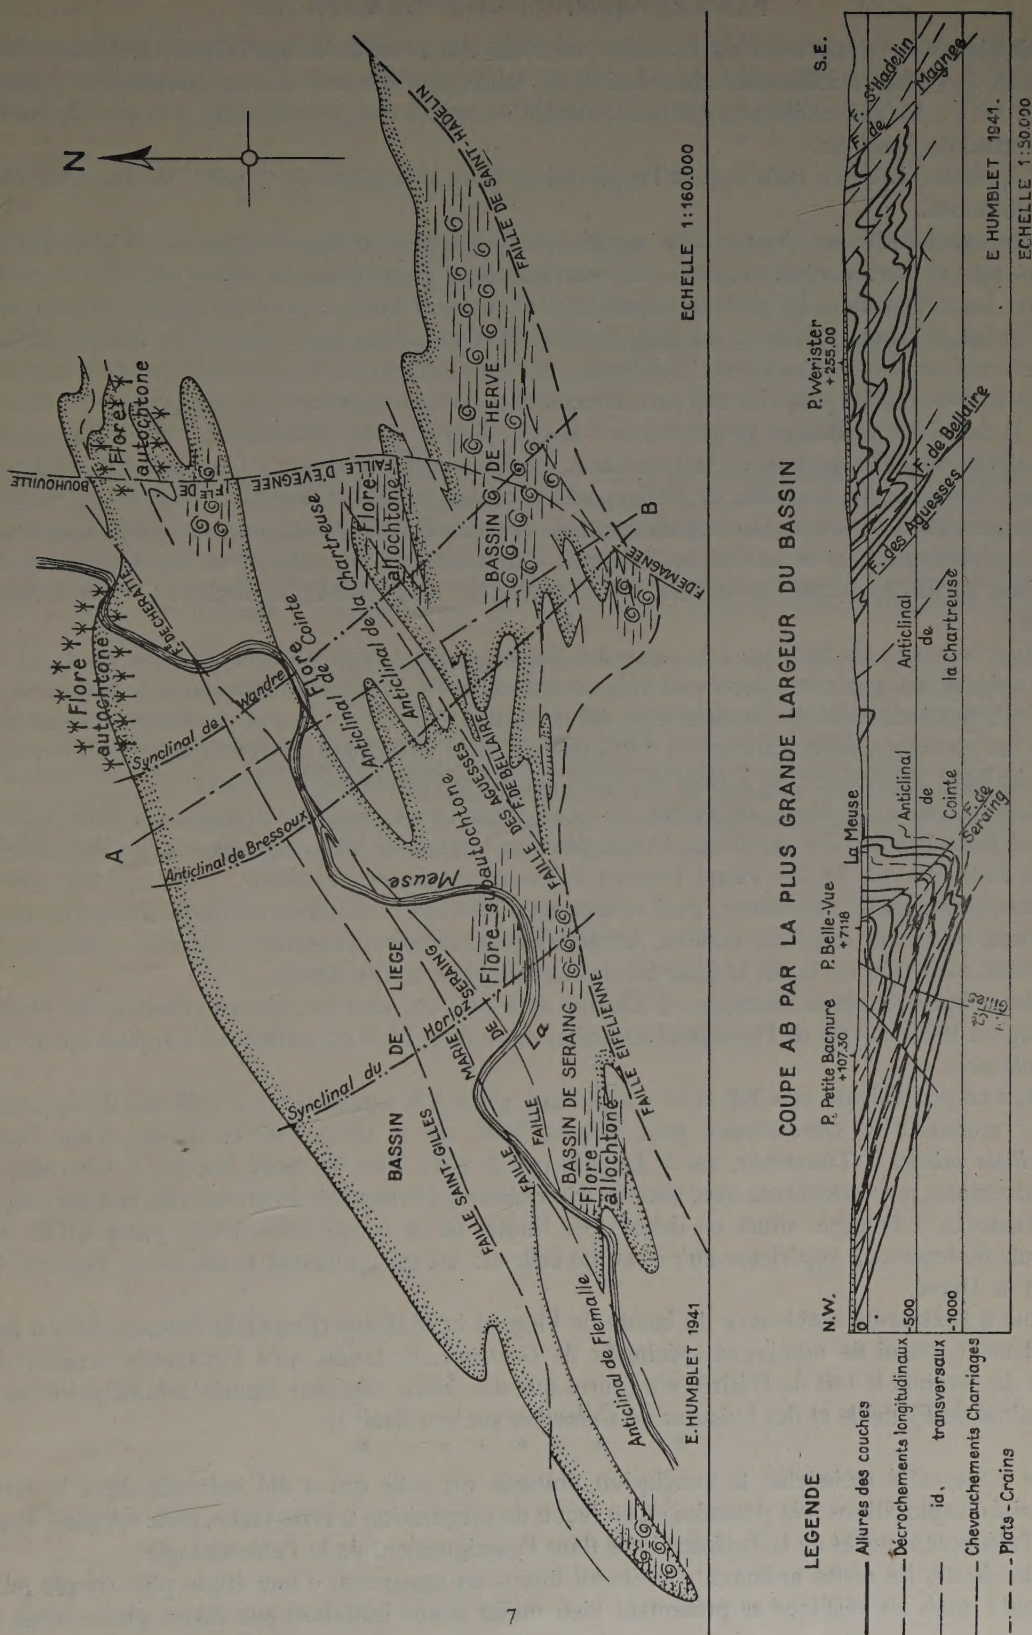 N
BOUHOUILLE
Flore
autochtone
Flore
autochtone
FLE DE
FLE DE CHERATTE
FAILLE D'EVEGNEE
FAILLE DE SAINT-HADELIN
Synclinal de Wandre
A
Anticlinal de Bressoux
Flore
Anticlinal de Cointe
Anticlinal de la Chartreuse
Flore
allochtone
Anticlinal
BASSIN DE HERVE
B
F. DE MAGNÉE
FAILLE DES AGUESSES
F. DE BELLAIRE
Flore subautochtone
La Meuse
BASSIN DE LIEGE
Synclinal du Horloz
FAILLE SAINT-GILLES
FAILLE MARIE
FAILLE DE SERAING
BASSIN DE SERAING
FAILLE EIFELIENNE
Flore
allochtone
Anticlinal de Flemalle
E. HUMBLET 1941
ECHELLE 1:160.000
COUPE AB PAR LA PLUS GRANDE LARGEUR DU BASSIN
N.W.
P. Petite Bacnure
+107.30
P. Belle-Vue
+71.18
La Meuse
P. Werister
+255.00
S.E.
0
-500
-1000
F. St Gilles
Anticlinal
de
Cointe
F. de
Seraing
Anticlinal
de
la Chartreuse
F. des Aguesses
F. de Bellaire
F. St Hadelin
F. de Magnee
E HUMBLET 1941.
ECHELLE 1:80.000
LEGENDE
Allures des couches
Décrochements longitudinaux
id. transversaux
Chevauchements Charriages
Plats-Crains
7